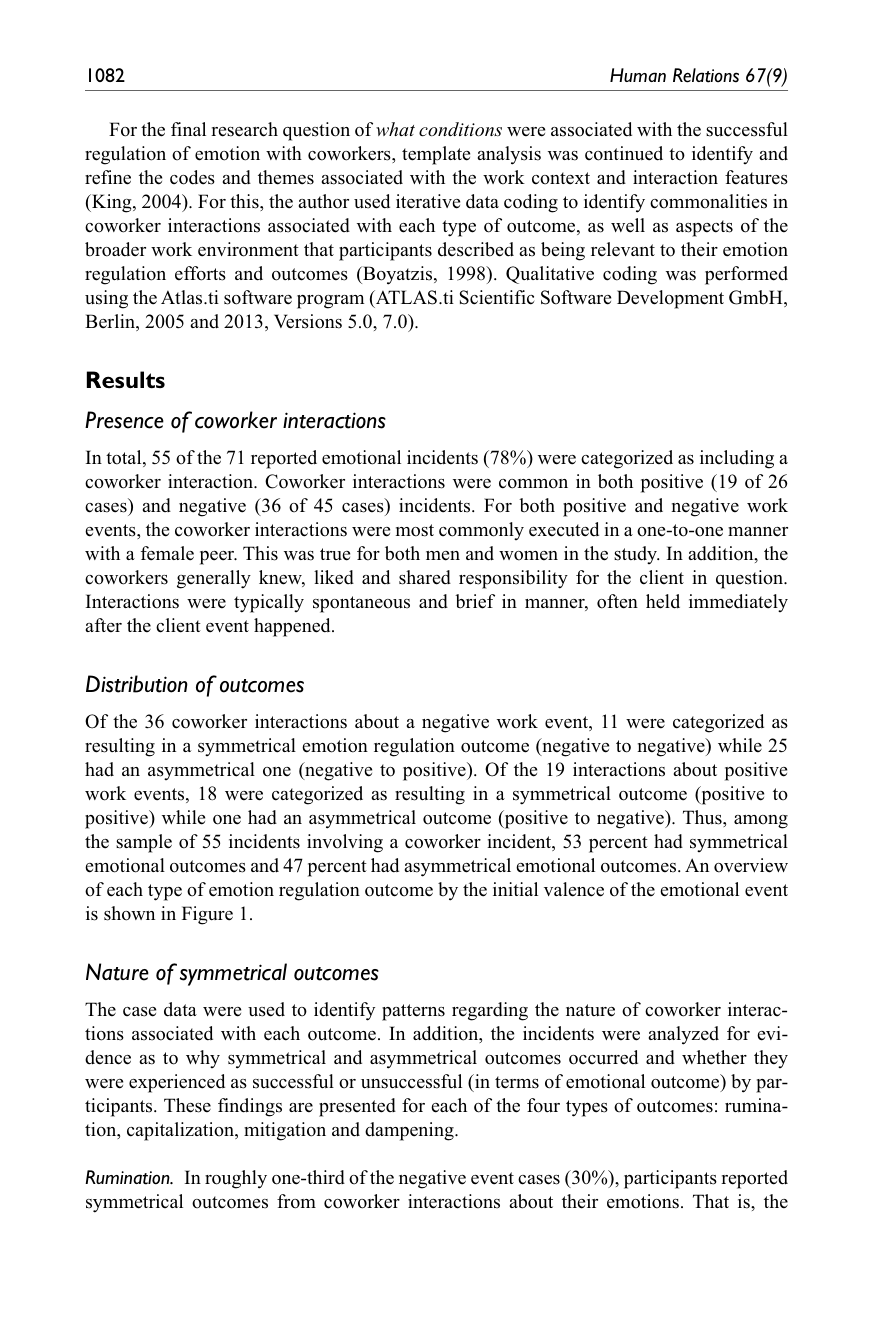 1082
Human Relations 67(9)
For the final research question of what conditions were associated with the successful
regulation of emotion with coworkers, template analysis was continued to identify and
refine the codes and themes associated with the work context and interaction features
(King, 2004). For this, the author used iterative data coding to identify commonalities in
coworker interactions associated with each type of outcome, as well as aspects of the
broader work environment that participants described as being relevant to their emotion
regulation efforts and outcomes (Boyatzis, 1998). Qualitative coding was performed
using the Atlas.ti software program (ATLAS.ti Scientific Software Development GmbH,
Berlin, 2005 and 2013, Versions 5.0, 7.0).
Results
Presence of coworker interactions
In total, 55 of the 71 reported emotional incidents (78%) were categorized as including a
coworker interaction. Coworker interactions were common in both positive (19 of 26
cases) and negative (36 of 45 cases) incidents. For both positive and negative work
events, the coworker interactions were most commonly executed in a one-to-one manner
with a female peer. This was true for both men and women in the study. In addition, the
coworkers generally knew, liked and shared responsibility for the client in question.
Interactions were typically spontaneous and brief in manner, often held immediately
after the client event happened.
Distribution of outcomes
Of the 36 coworker interactions about a negative work event, 11 were categorized as
resulting in a symmetrical emotion regulation outcome (negative to negative) while 25
had an asymmetrical one (negative to positive). Of the 19 interactions about positive
work events, 18 were categorized as resulting in a symmetrical outcome (positive to
positive) while one had an asymmetrical outcome (positive to negative). Thus, among
the sample of 55 incidents involving a coworker incident, 53 percent had symmetrical
emotional outcomes and 47 percent had asymmetrical emotional outcomes. An overview
of each type of emotion regulation outcome by the initial valence of the emotional event
is shown in Figure 1.
Nature of symmetrical outcomes
The case data were used to identify patterns regarding the nature of coworker interac-
tions associated with each outcome. In addition, the incidents were analyzed for evi-
dence as to why symmetrical and asymmetrical outcomes occurred and whether they
were experienced as successful or unsuccessful (in terms of emotional outcome) by par-
ticipants. These findings are presented for each of the four types of outcomes: rumina-
tion, capitalization, mitigation and dampening.
Rumination. In roughly one-third of the negative event cases (30%), participants reported
symmetrical outcomes from coworker interactions about their emotions. That is, the